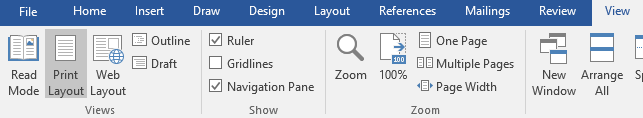 File Home Insert Draw Design Layout References Mailings Review View
Read Mode
Print Layout
Web Layout
Outline
Draft
Views
Ruler
Gridlines
Navigation Pane
Show
Zoom
100%
100
One Page
Multiple Pages
Page Width
Zoom
New Window
Arrange All